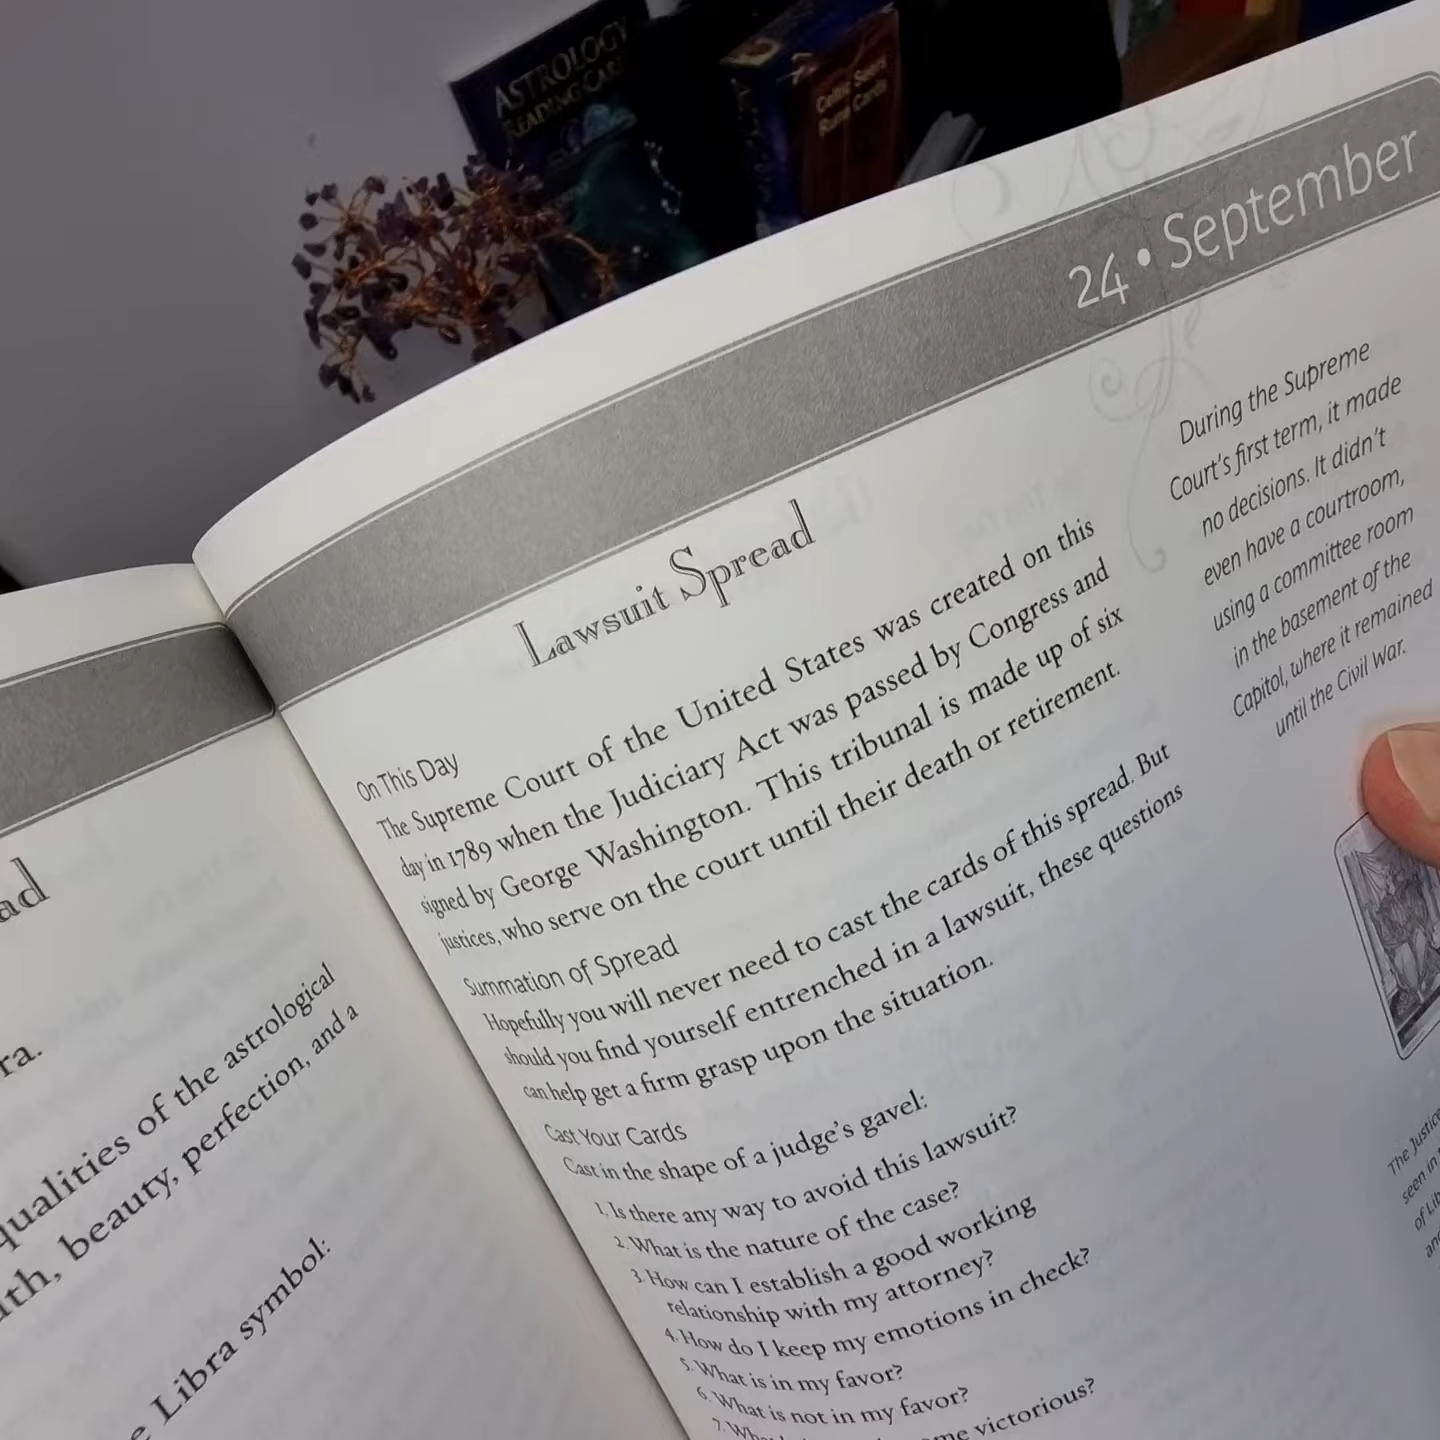 ASTROLOGY
READING CARDS
Celtic Seers
Rune Cards
ad
ra.
qualities of the astrological
beauty, perfection, and a
Libra symbol:
24 • September
Lawsuit Spread
On This Day
The Supreme Court of the United States was created on this
day in 1789 when the Judiciary Act was passed by Congress and
signed by George Washington. This tribunal is made up of six
justices, who serve on the court until their death or retirement.
Summation of Spread
Hopefully you will never need to cast the cards of this spread. But
should you find yourself entrenched in a lawsuit, these questions
can help get a firm grasp upon the situation.
Cast Your Cards
Cast in the shape of a judge's gavel:
1. Is there any way to avoid this lawsuit?
2. What is the nature of the case?
3. How can I establish a good working
relationship with my attorney?
4. How do I keep my emotions in check?
5. What is in my favor?
6. What is not in my favor?
7. victorious?
During the Supreme
Court's first term, it made
no decisions. It didn't
even have a courtroom,
using a committee room
in the basement of the
Capitol, where it remained
until the Civil War.
The Justice
seen in
of Lib
and